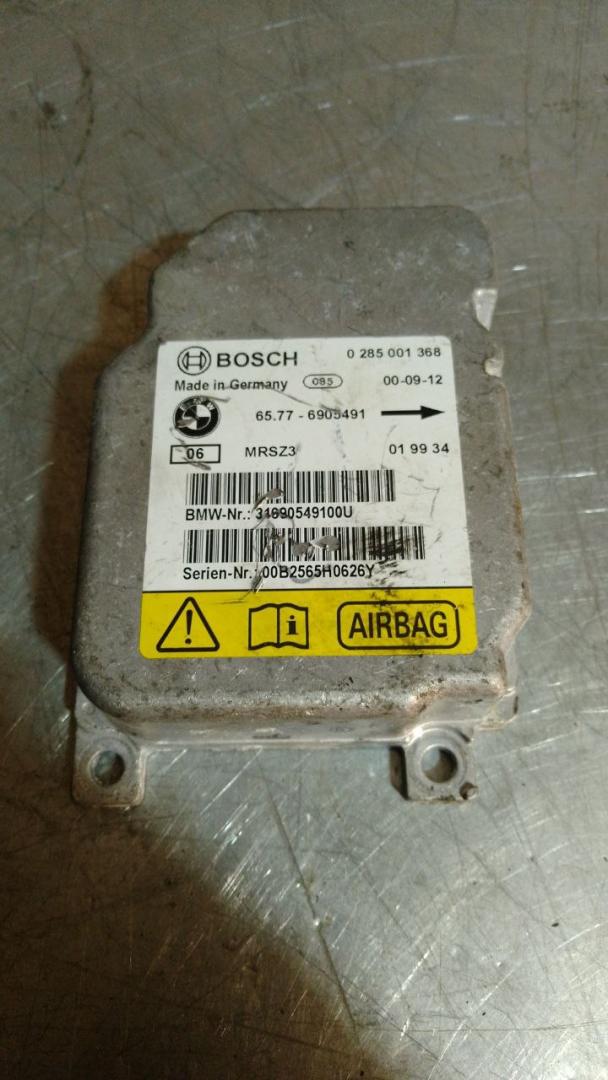 BOSCH 0 285 001 368
Made in Germany 085 00-09-12
65.77 - 6905491
06 MRSZ3 01 99 34
BMW-Nr.: 31690549100U
Serien-Nr.: 00B2565H0626Y
AIRBAG